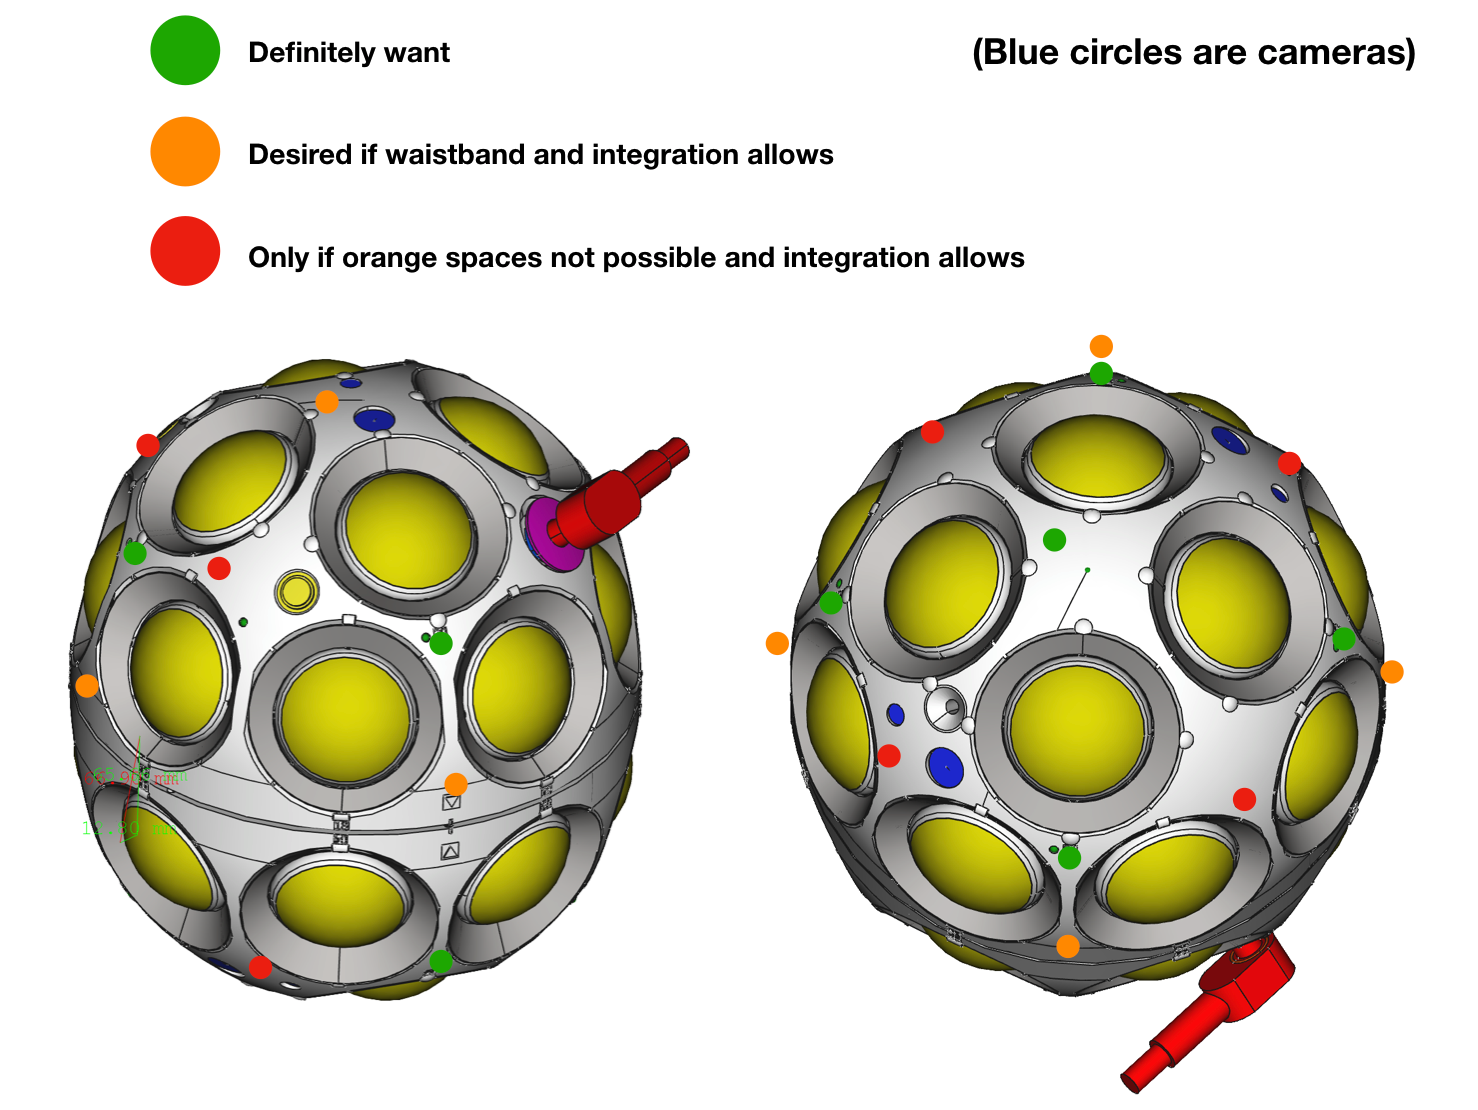 Definitely want
(Blue circles are cameras)
Desired if waistband and integration allows
Only if orange spaces not possible and integration allows